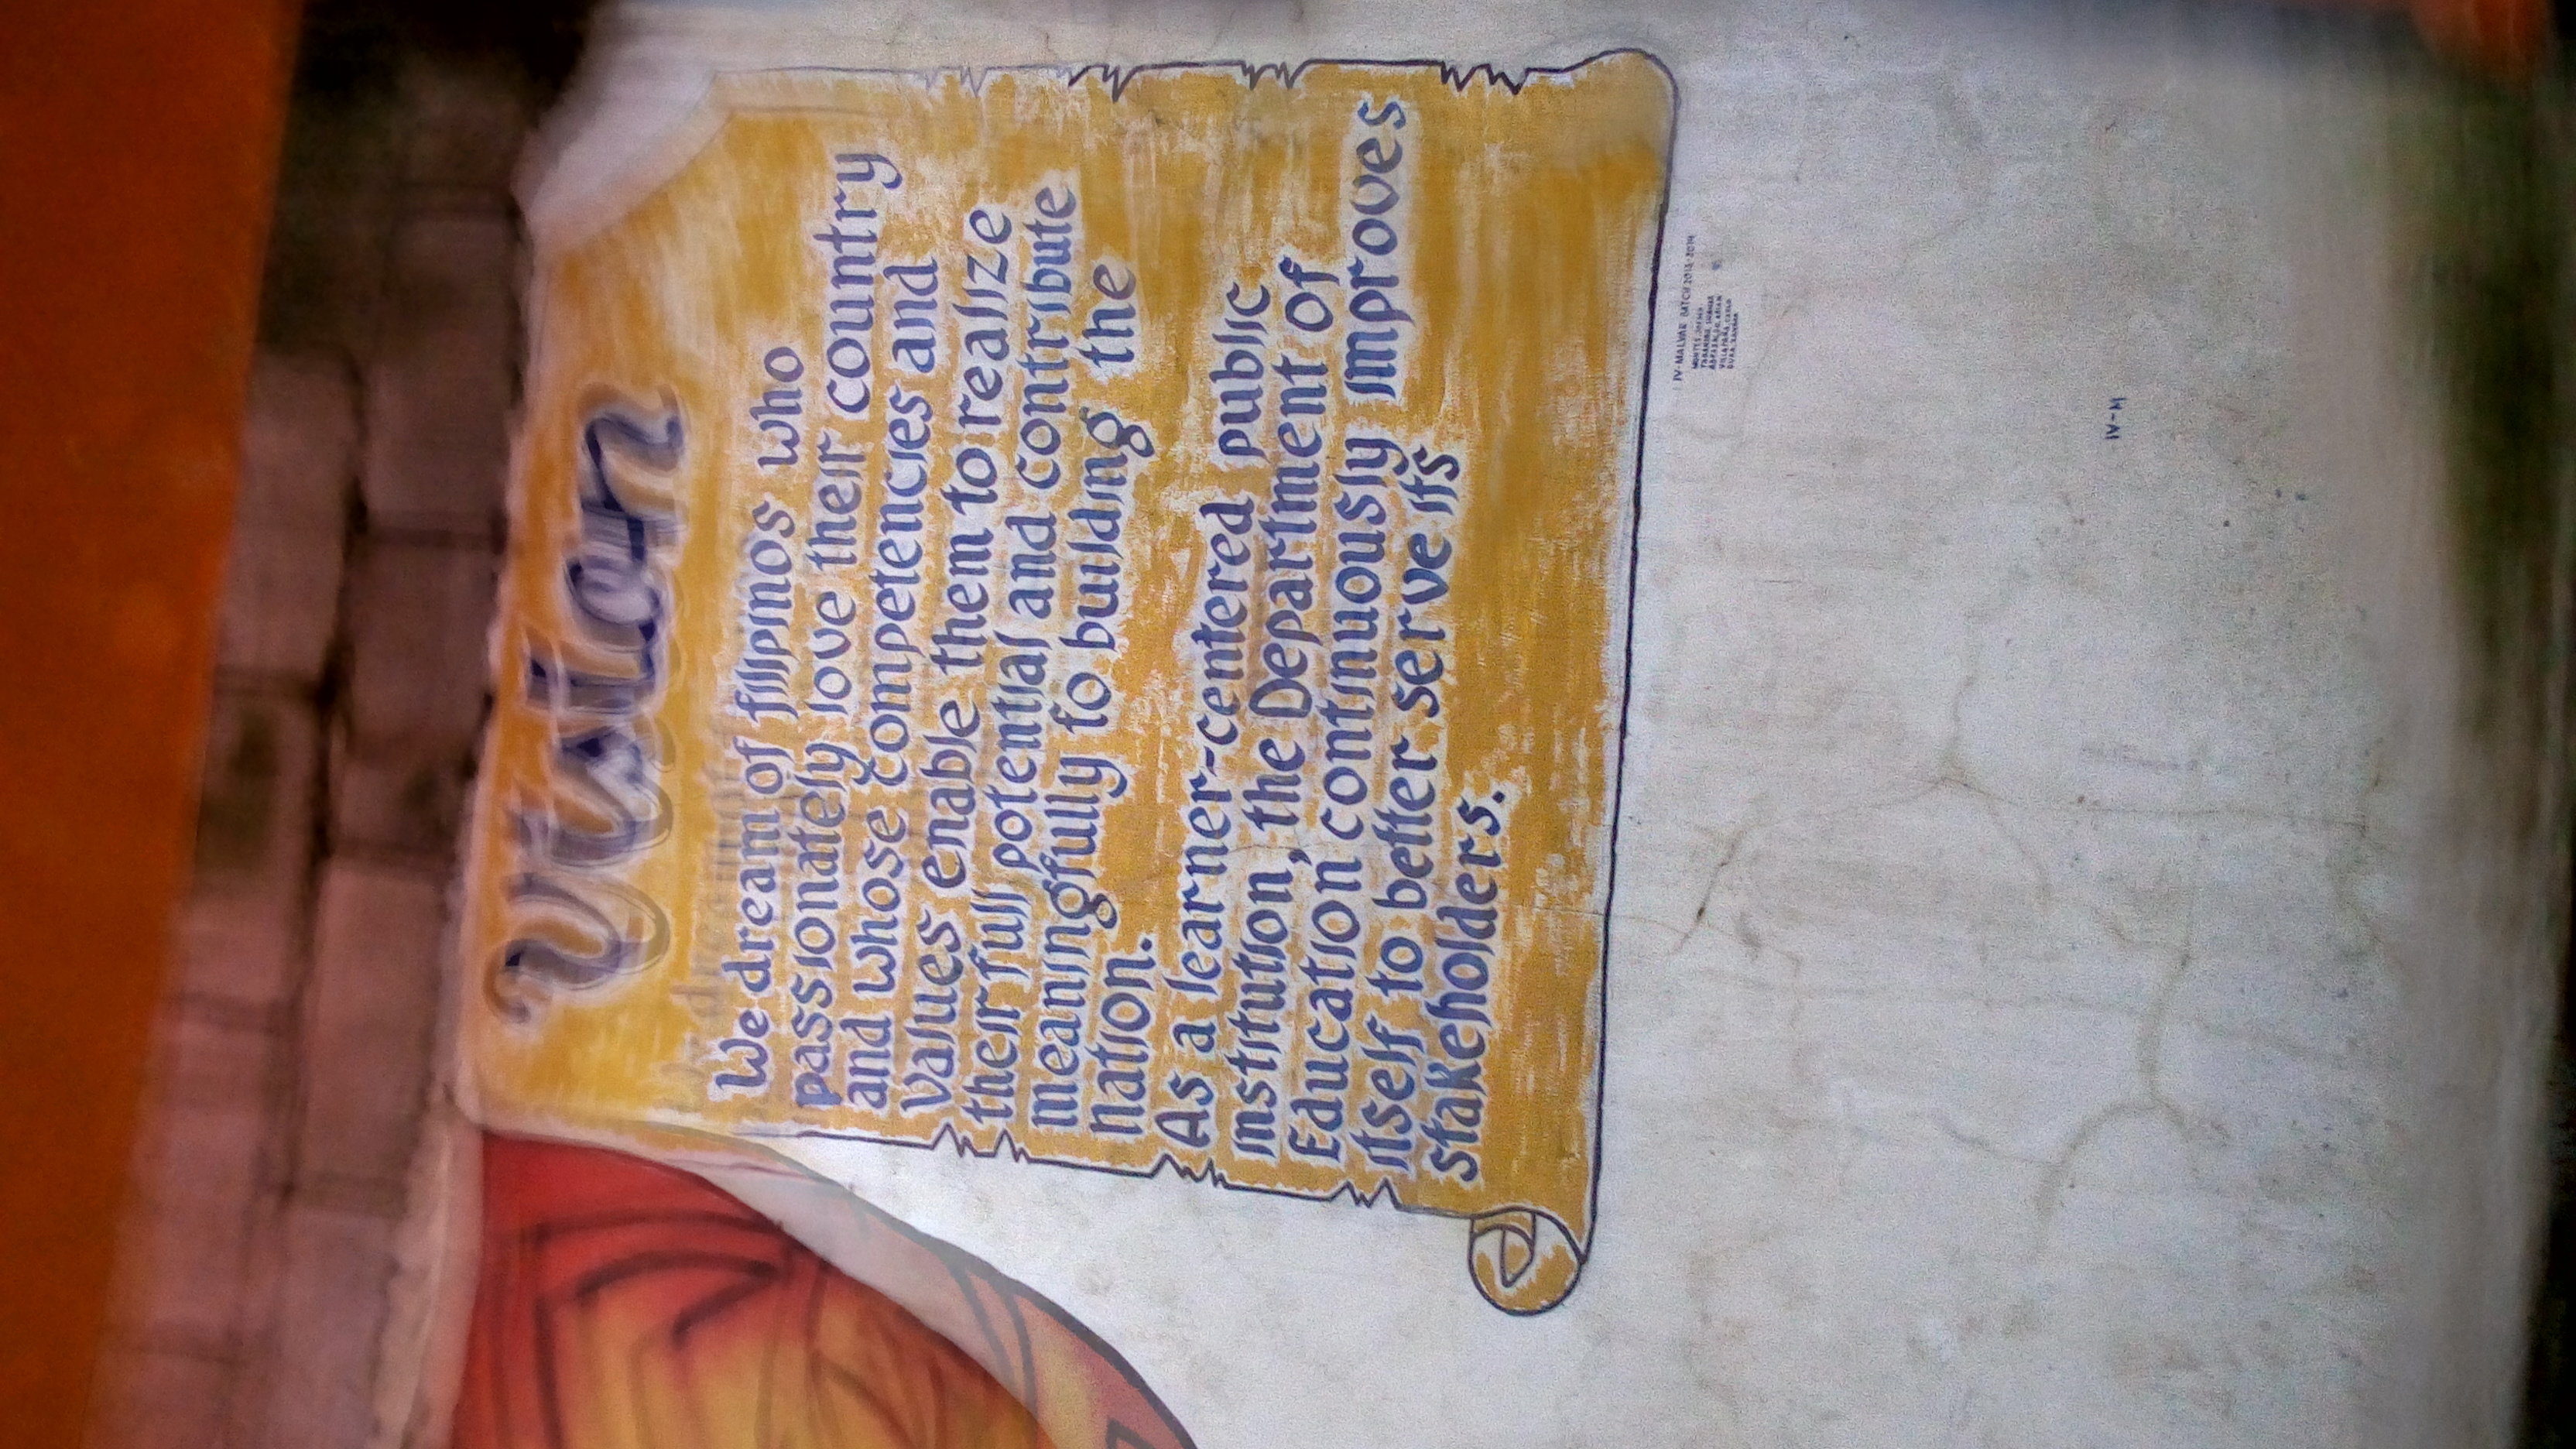 Vision
We dream of filipinos who
passionately love their country
and whose competencies and
values enable them to realize
their full potential and contribute
meaningfully to building the
nation.
As a learner-centered public
institution, the Department of
Education continuously improves
itself to better serve its
stakeholders.
IV-MALVAR BATCH 2013-2014
IV-M